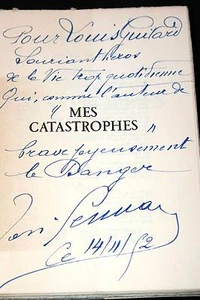 Pour Louis Guitard
Souriant héros
de la Vie trop quotidienne
Qui, comme l'auteur de
" MES
CATASTROPHES "
brave joyeusement
le Danger
Ce 14/11/52